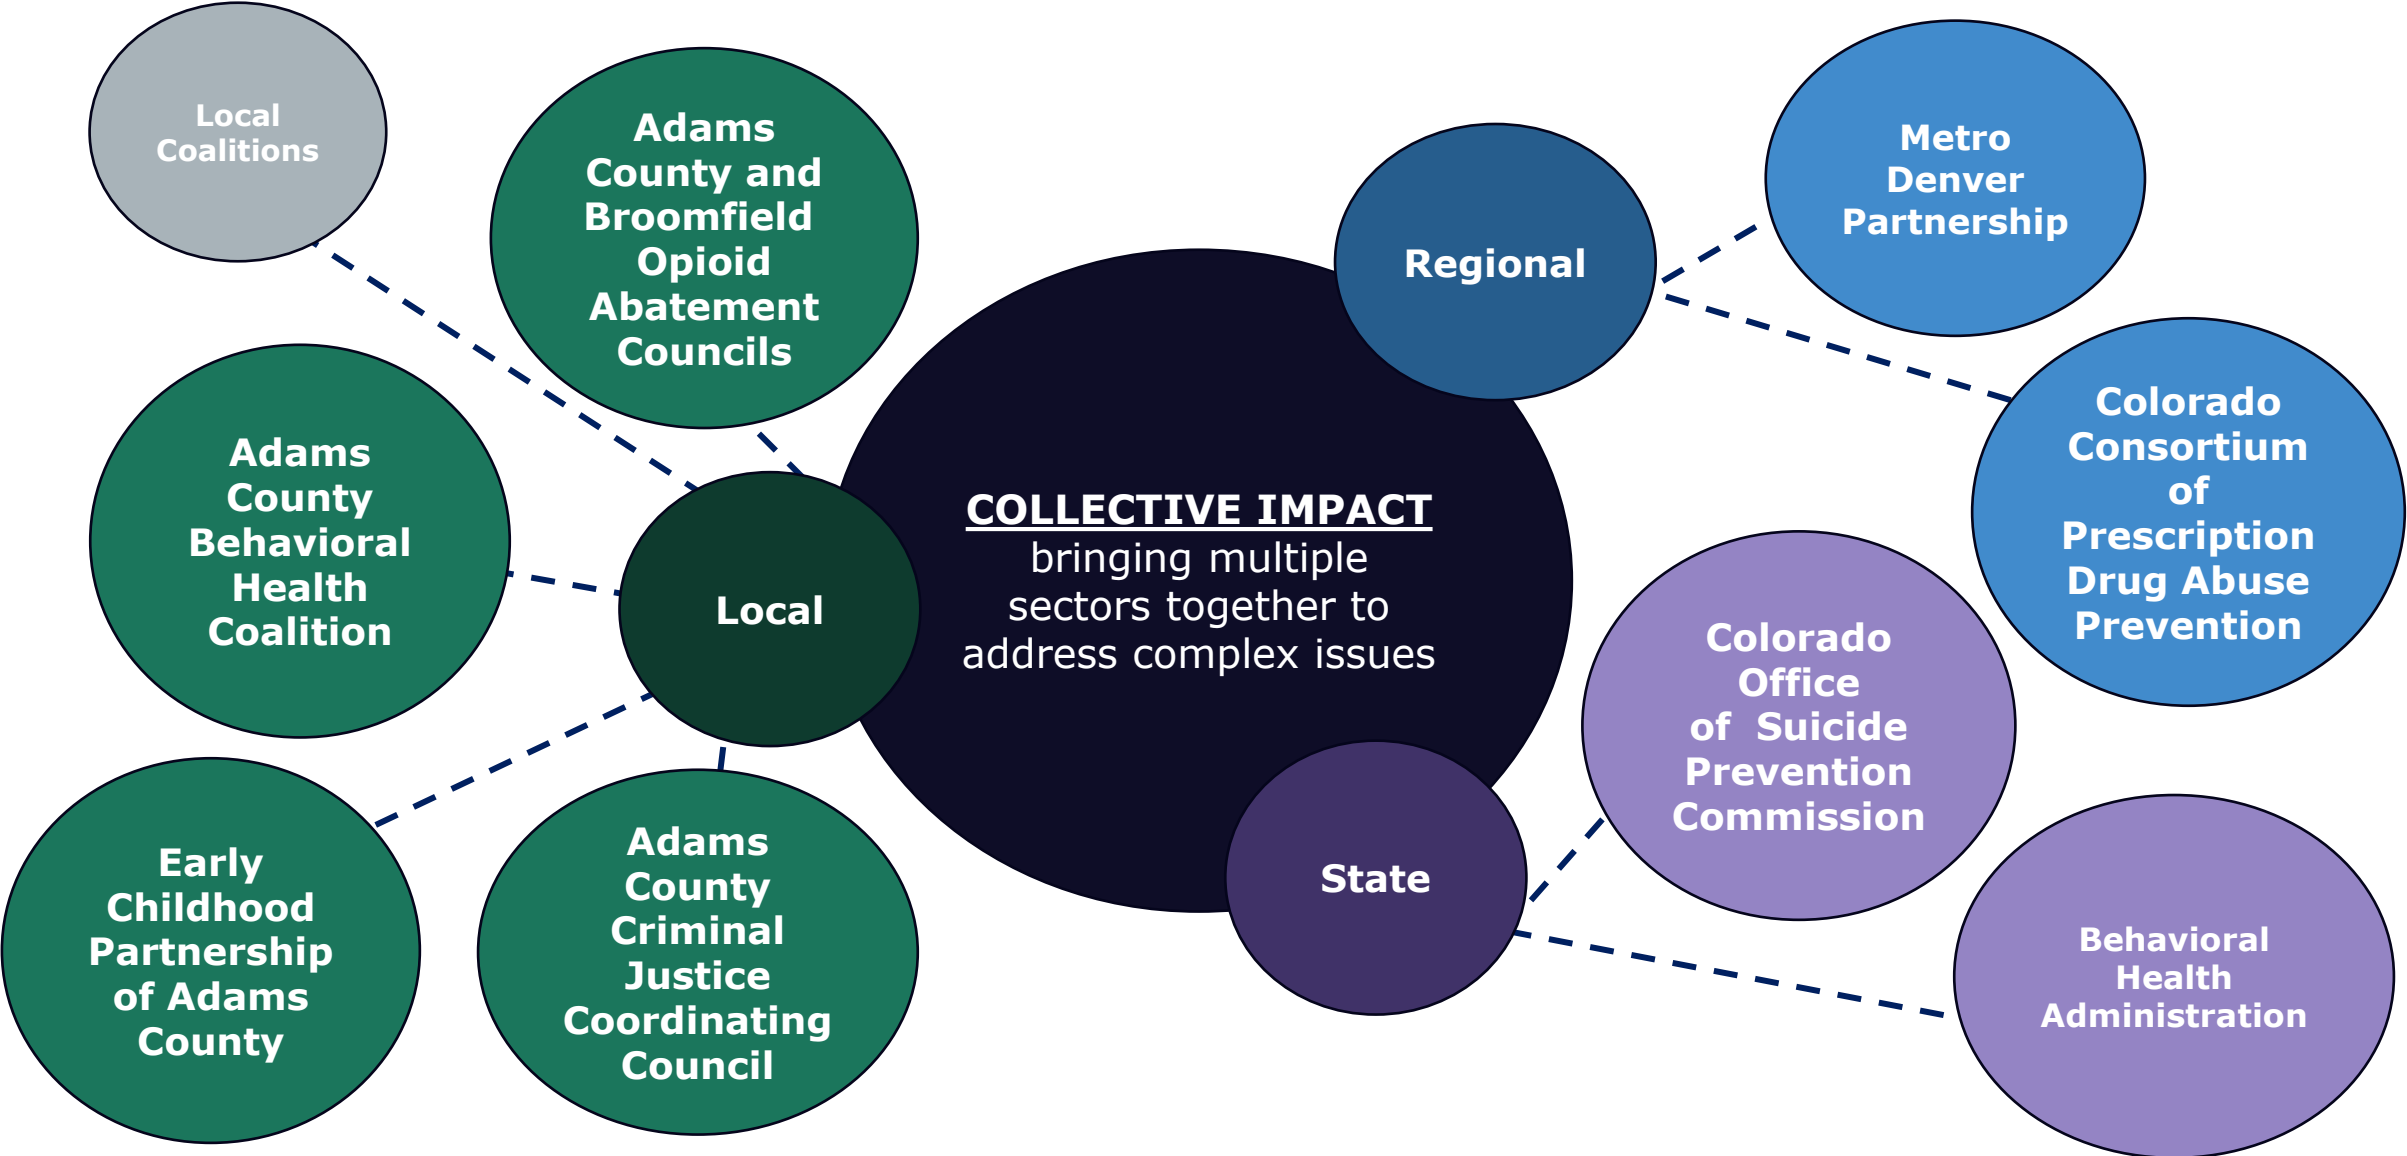 Local
Coalitions
Adams
County and
Broomfield
Opioid
Abatement
Councils
Adams
County
Behavioral
Health
Coalition
Early
Childhood
Partnership
of Adams
County
Adams
County
Criminal
Justice
Coordinating
Council
Local
COLLECTIVE IMPACT
bringing multiple
sectors together to
address complex issues
Regional
Metro
Denver
Partnership
Colorado
Consortium
of
Prescription
Drug Abuse
Prevention
State
Colorado
Office
of  Suicide
Prevention
Commission
Behavioral
Health
Administration